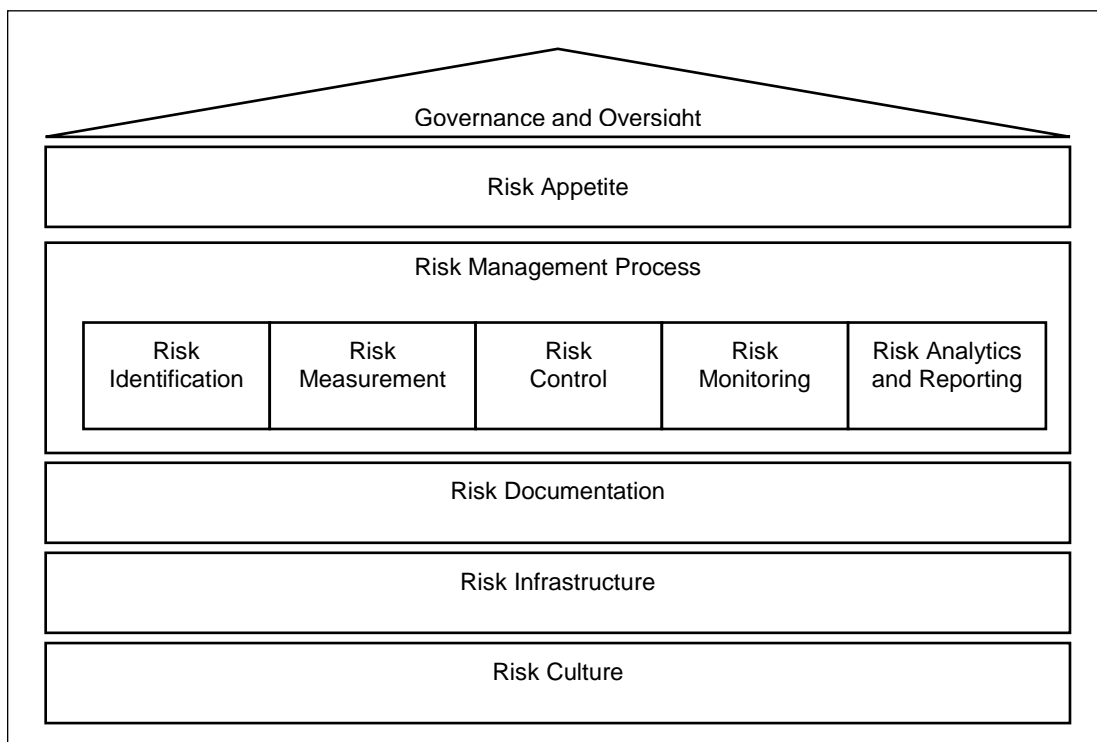 Governance and Oversight
Risk Appetite
Risk Management Process
Risk
Identification
Risk
Measurement
Risk
Control
Risk
Monitoring
Risk Analytics
and Reporting
Risk Documentation
Risk Infrastructure
Risk Culture